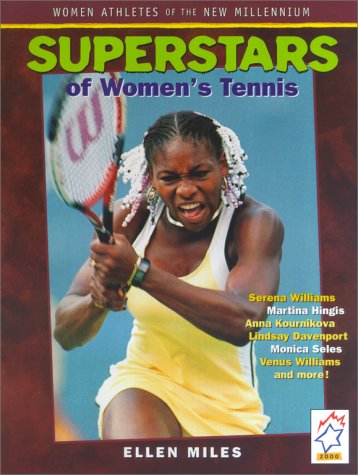 WOMEN ATHLETES OF THE NEW MILLENNIUM
SUPERSTARS
of Women's Tennis
Serena Williams
Martina Hingis
Anna Kournikova
Lindsay Davenport
Monica Seles
Venus Williams
and more!
ELLEN MILES
2000